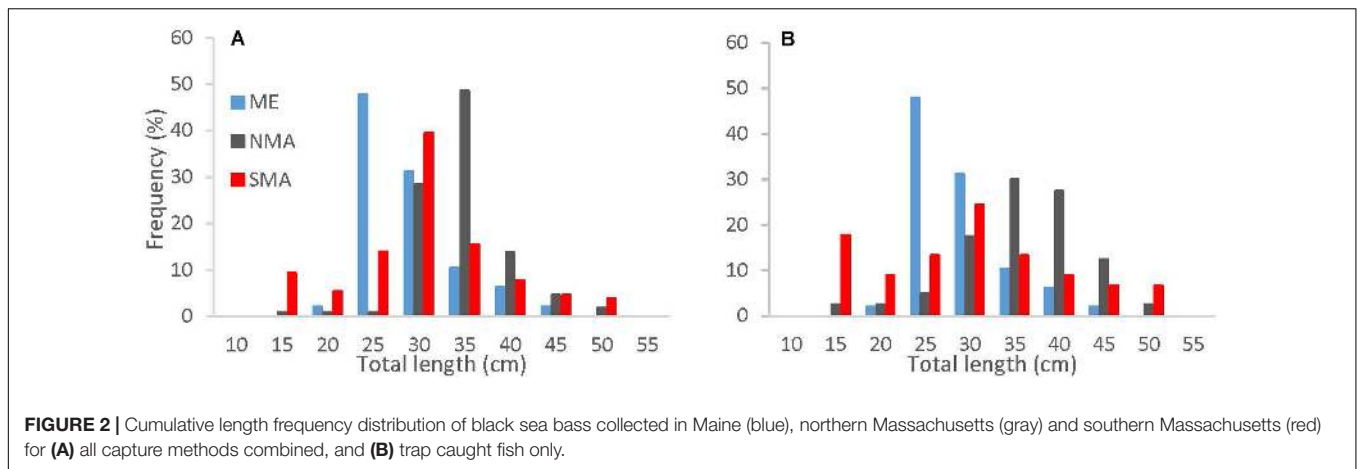 A
60
50
40
30
20
10
0
Frequency (%)
ME
NMA
SMA
10 15 20 25 30 35 40 45 50 55
Total length (cm)
B
60
50
40
30
20
10
0
10 15 20 25 30 35 40 45 50 55
Total length (cm)
FIGURE 2 | Cumulative length frequency distribution of black sea bass collected in Maine (blue), northern Massachusetts (gray) and southern Massachusetts (red)
for (A) all capture methods combined, and (B) trap caught fish only.